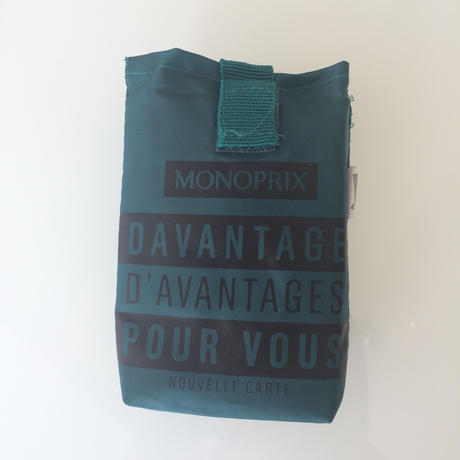 MONOPRIX
DAVANTAGE
D'AVANTAGES
POUR VOUS
NOUVELLE CARTE